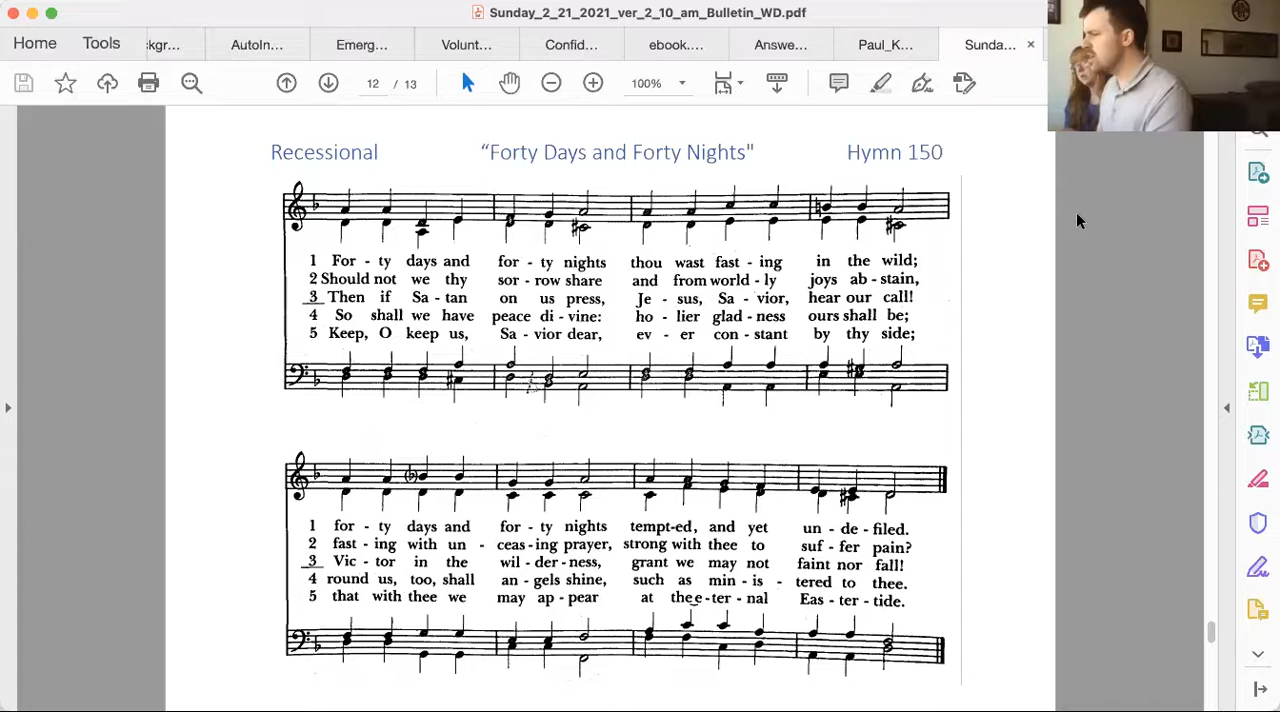 Sunday_2_21_2021_ver_2_10_am_Bulletin_WD.pdf
Home Tools ckgr... AutoIn... Emerg... Volunt... Confid... ebook.... Answe... Paul_K... Sunda... ×
12 / 13 100%
Recessional “Forty Days and Forty Nights" Hymn 150
1 For - ty days and for - ty nights thou wast fast - ing in the wild;
2 Should not we thy sor - row share and from world - ly joys ab - stain,
3 Then if Sa - tan on us press, Je - sus, Sa - vior, hear our call!
4 So shall we have peace di - vine: ho - lier glad - ness ours shall be;
5 Keep, O keep us, Sa - vior dear, ev - er con - stant by thy side;
1 for - ty days and for - ty nights tempt-ed, and yet un - de - filed.
2 fast - ing with un - ceas - ing prayer, strong with thee to suf - fer pain?
3 Vic - tor in the wil - der - ness, grant we may not faint nor fall!
4 round us, too, shall an - gels shine, such as min - is - tered to thee.
5 that with thee we may ap - pear at thee - ter - nal Eas - ter - tide.